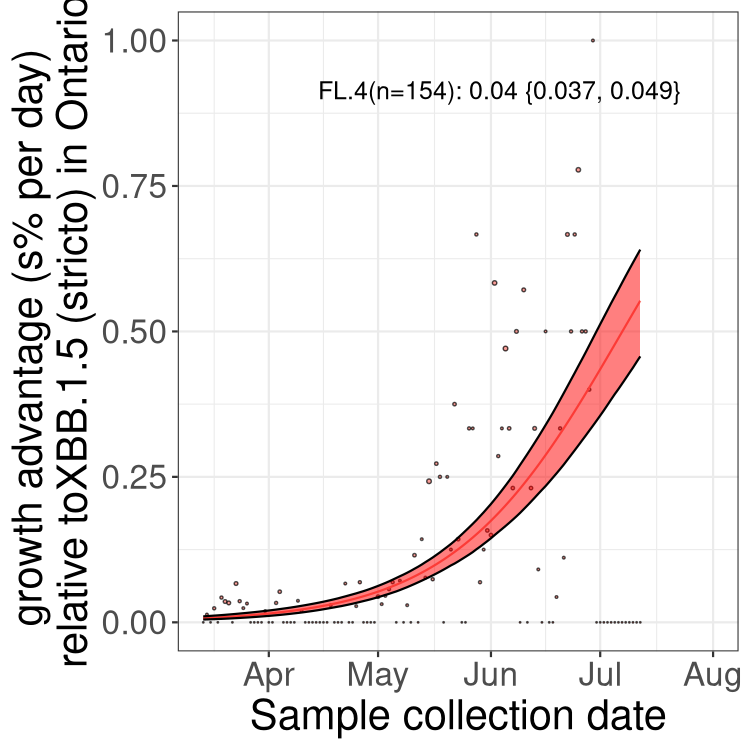 growth advantage (s% per day)
relative toXBB.1.5 (stricto) in Ontario
1.00
0.75
0.50
0.25
0.00
FL.4(n=154): 0.04 {0.037, 0.049}
Apr May Jun Jul Aug
Sample collection date